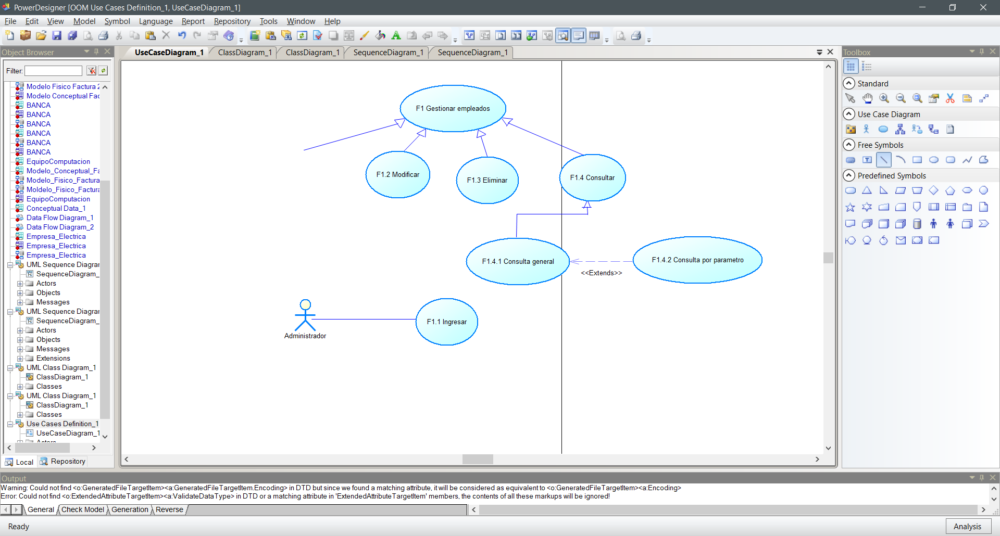 PowerDesigner [OOM Use Cases Definition_1, UseCaseDiagram_1]
File Edit View Model Symbol Language Report Repository Tools Window Help
Object Browser
Filter:
Modelo Fisico Factura 2
Modelo Conceptual Fac
BANCA
BANCA
BANCA
BANCA
BANCA
BANCA
EquipoComputacion
Modelo_Conceptual_Fa
Modelo_Fisico_Factura
Moldelo_Fisico_Factura
EquipoComputacion
Conceptual Data_1
Data Flow Diagram_1
Data Flow Diagram_2
Empresa_Electrica
Empresa_Electrica
Empresa_Electrica
UML Sequence Diagrar
SequenceDiagram_
Actors
Objects
Messages
UML Sequence Diagrar
SequenceDiagram_
Actors
Objects
Messages
Extensions
UML Class Diagram_1
ClassDiagram_1
Classes
UML Class Diagram_1
ClassDiagram_1
Classes
Use Cases Definition_1
UseCaseDiagram_1
Actors
Local Repository
UseCaseDiagram_1 ClassDiagram_1 ClassDiagram_1 SequenceDiagram_1 SequenceDiagram_1
F1 Gestionar empleados
F1.2 Modificar
F1.3 Eliminar
F1.4 Consultar
F1.4.1 Consulta general
F1.4.2 Consulta por parametro
<<Extends>>
F1.1 Ingresar
Administrador
Toolbox
Standard
Use Case Diagram
Free Symbols
Predefined Symbols
Output
Warning: Could not find <o:GeneratedFileTargetItem><a:GeneratedFileTargetItem.Encoding> in DTD but since we found a matching attribute, it will be considered as equivalent to <o:GeneratedFileTargetItem><a:Encoding>
Error: Could not find <o:ExtendedAttributeTargetItem><a:ValidateDataType> in DTD or a matching attribute in 'ExtendedAttributeTargetItem' members, the contents of all these markups will be ignored!
General Check Model Generation Reverse
Ready
Analysis